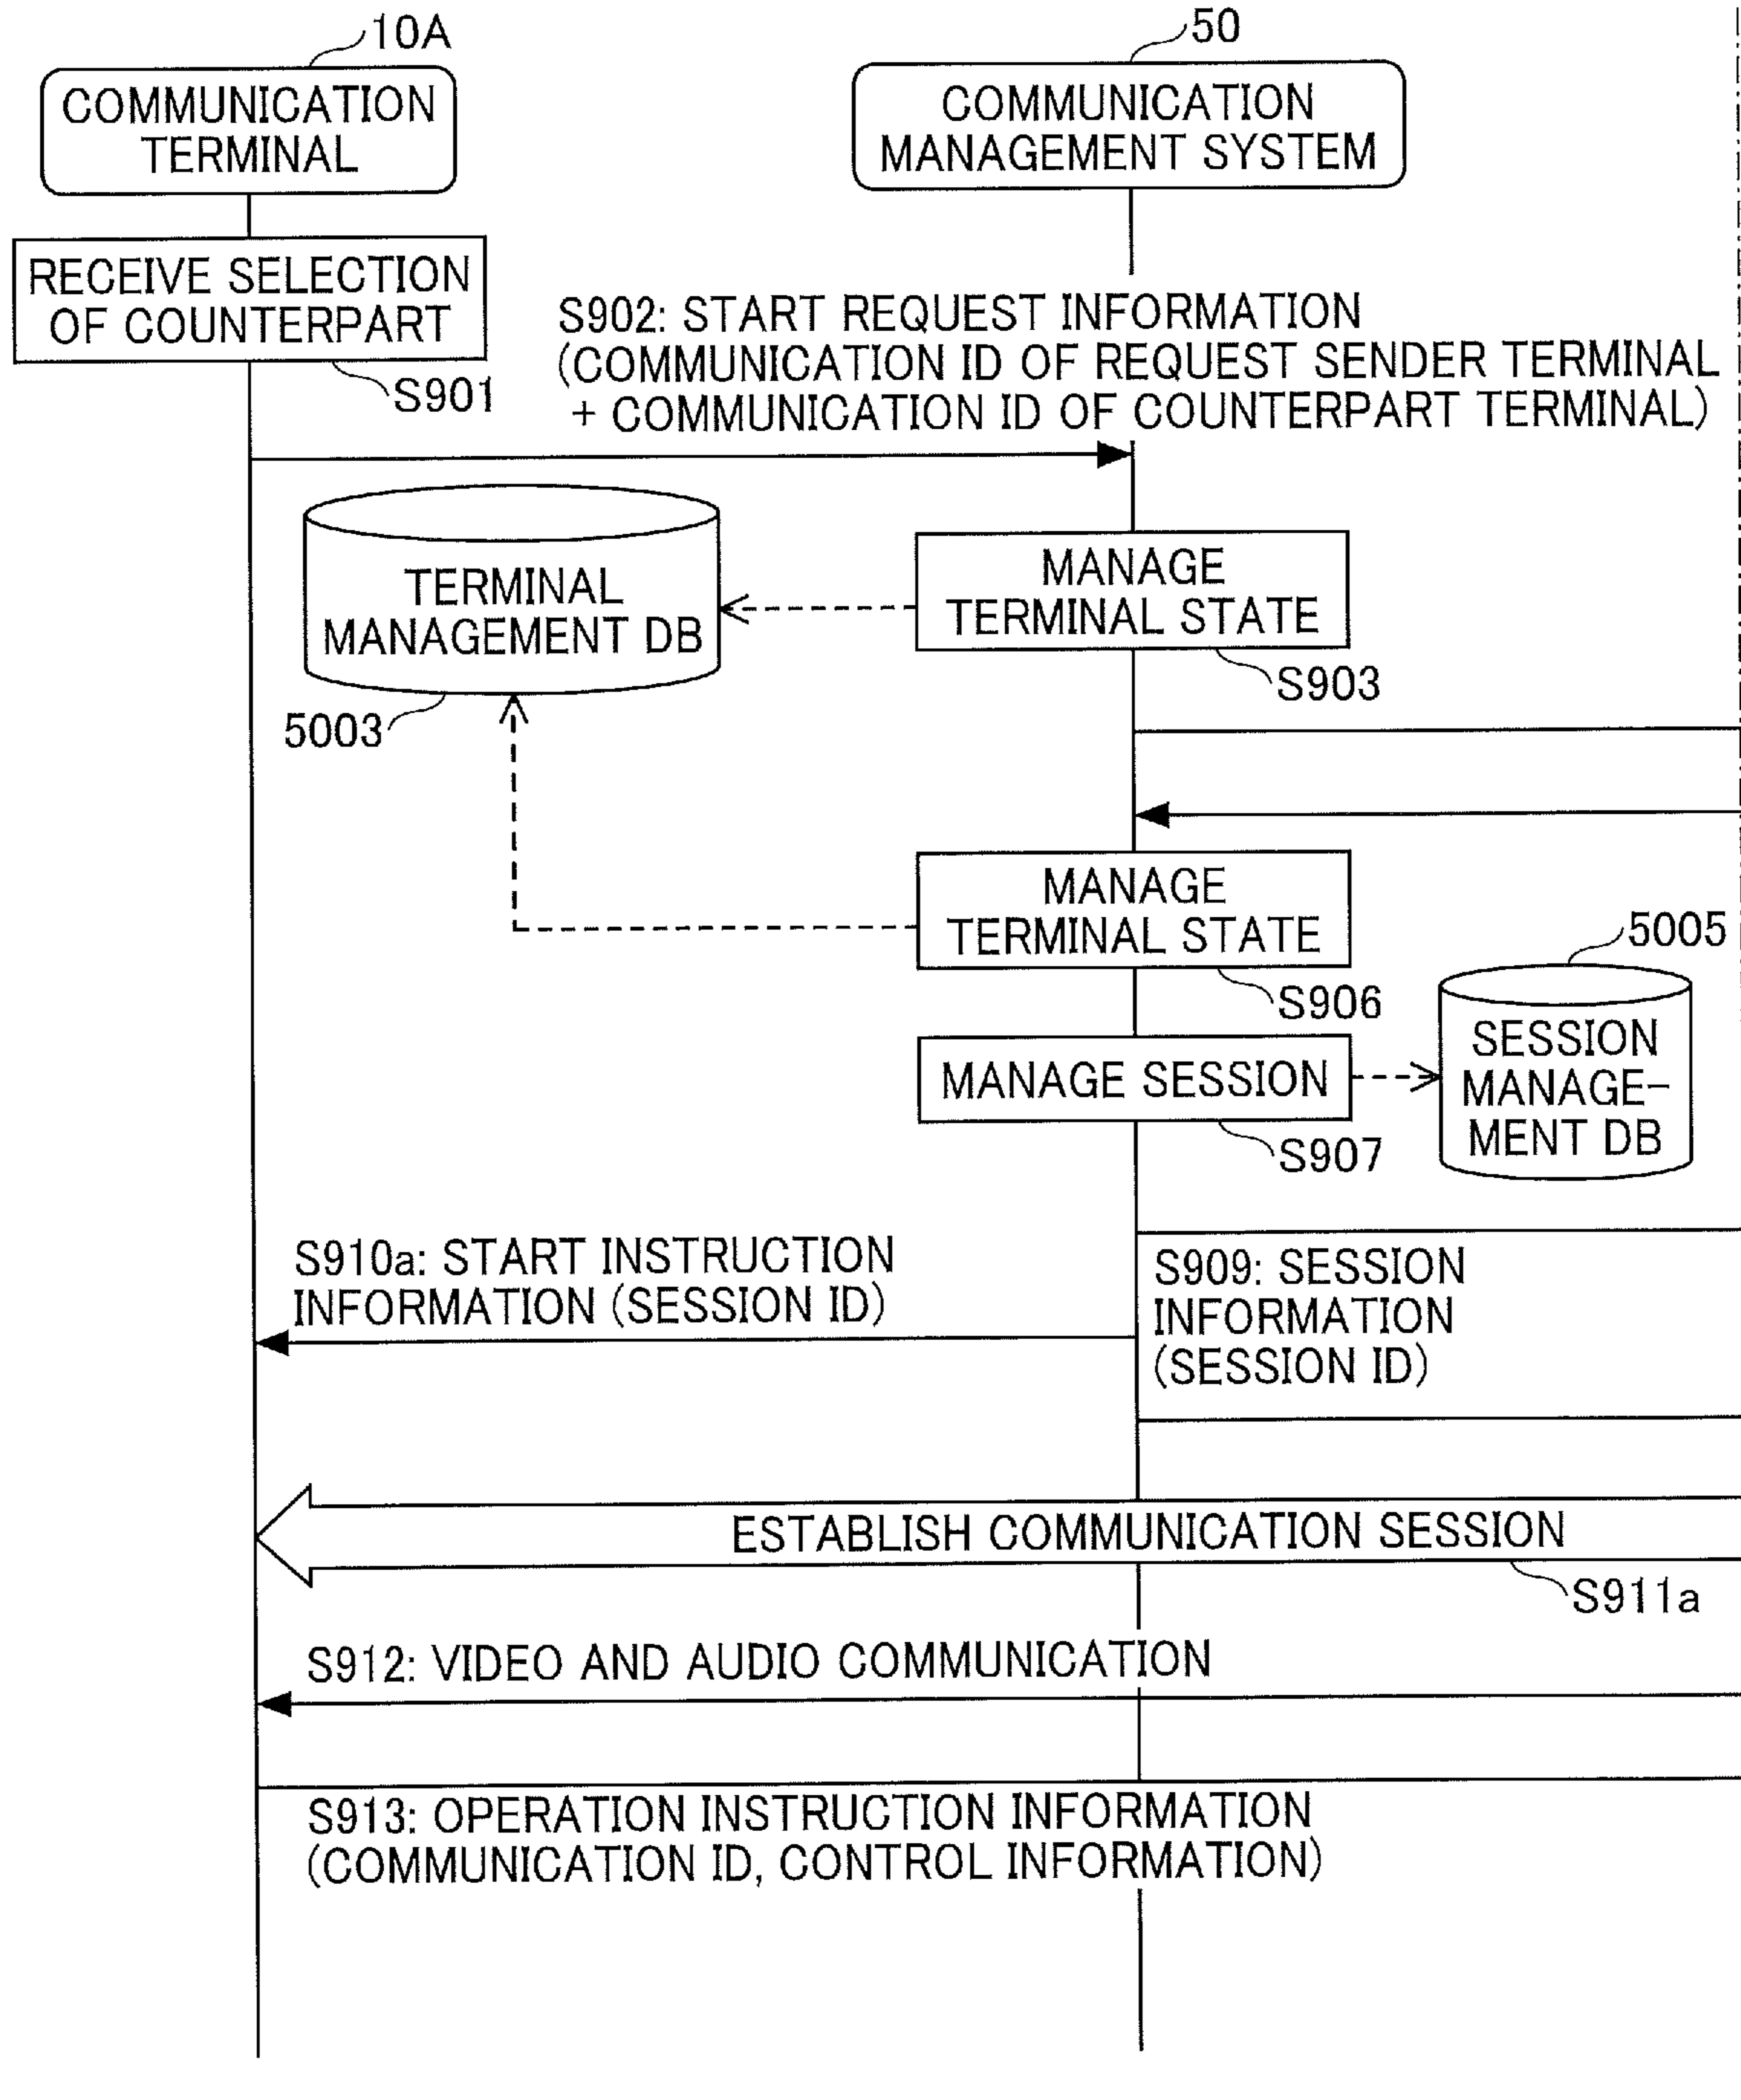 10A
COMMUNICATION
TERMINAL
50
COMMUNICATION
MANAGEMENT SYSTEM
RECEIVE SELECTION
OF COUNTERPART
S901
S902: START REQUEST INFORMATION
(COMMUNICATION ID OF REQUEST SENDER TERMINAL
+ COMMUNICATION ID OF COUNTERPART TERMINAL)
TERMINAL
MANAGEMENT DB
5003
MANAGE
TERMINAL STATE
S903
MANAGE
TERMINAL STATE
S906
5005
SESSION
MANAGE-
MENT DB
MANAGE SESSION
S907
S910a: START INSTRUCTION
INFORMATION (SESSION ID)
S909: SESSION
INFORMATION
(SESSION ID)
ESTABLISH COMMUNICATION SESSION
S911a
S912: VIDEO AND AUDIO COMMUNICATION
S913: OPERATION INSTRUCTION INFORMATION
(COMMUNICATION ID, CONTROL INFORMATION)